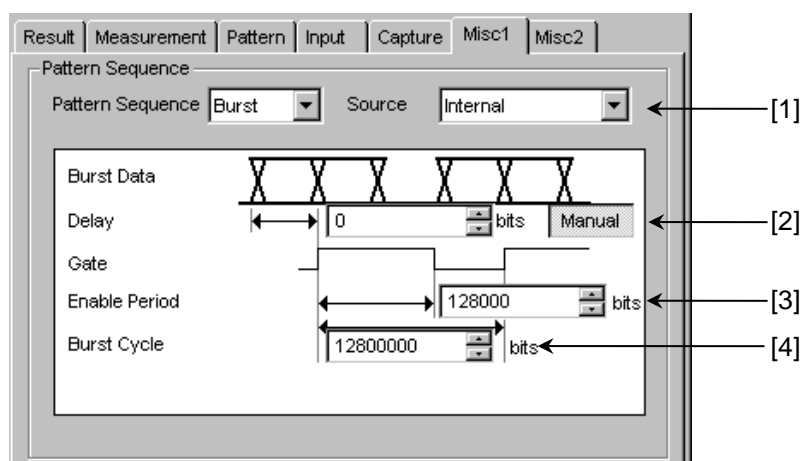 Result Measurement Pattern Input Capture Misc1 Misc2
Pattern Sequence
Pattern Sequence Burst Source Internal [1]
Burst Data
Delay 0 bits Manual [2]
Gate
Enable Period 128000 bits [3]
Burst Cycle 12800000 bits [4]